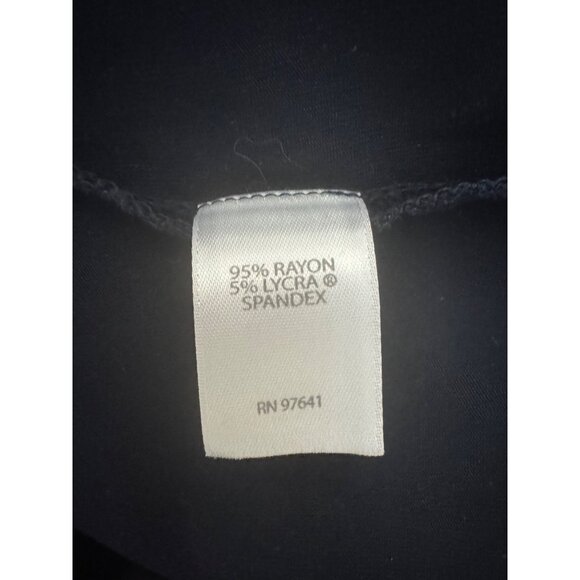 95% RAYON
5% LYCRA ®
SPANDEX
RN 97641